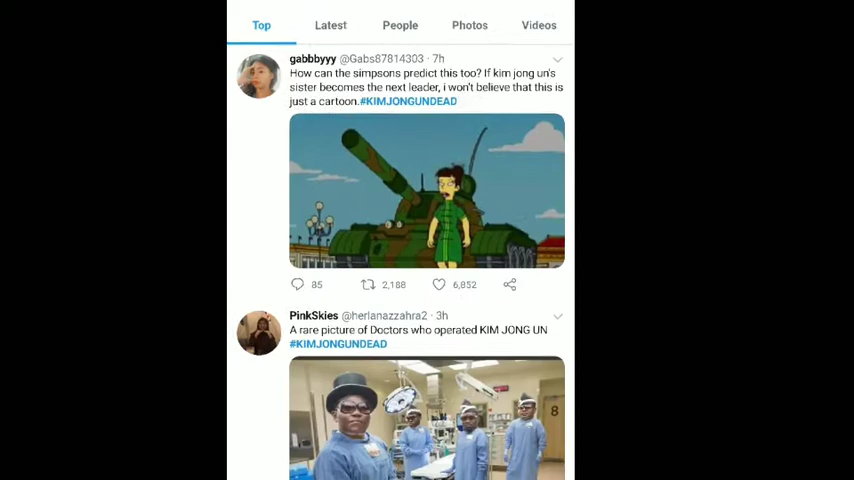 Top Latest People Photos Videos
gabbbyyy @Gabs87814303 · 7h
How can the simpsons predict this too? If kim jong un's
sister becomes the next leader, i won't believe that this is
just a cartoon.#KIMJONGUNDEAD
85 2,188 6,852
PinkSkies @herlanazzahra2 · 3h
A rare picture of Doctors who operated KIM JONG UN
#KIMJONGUNDEAD
8